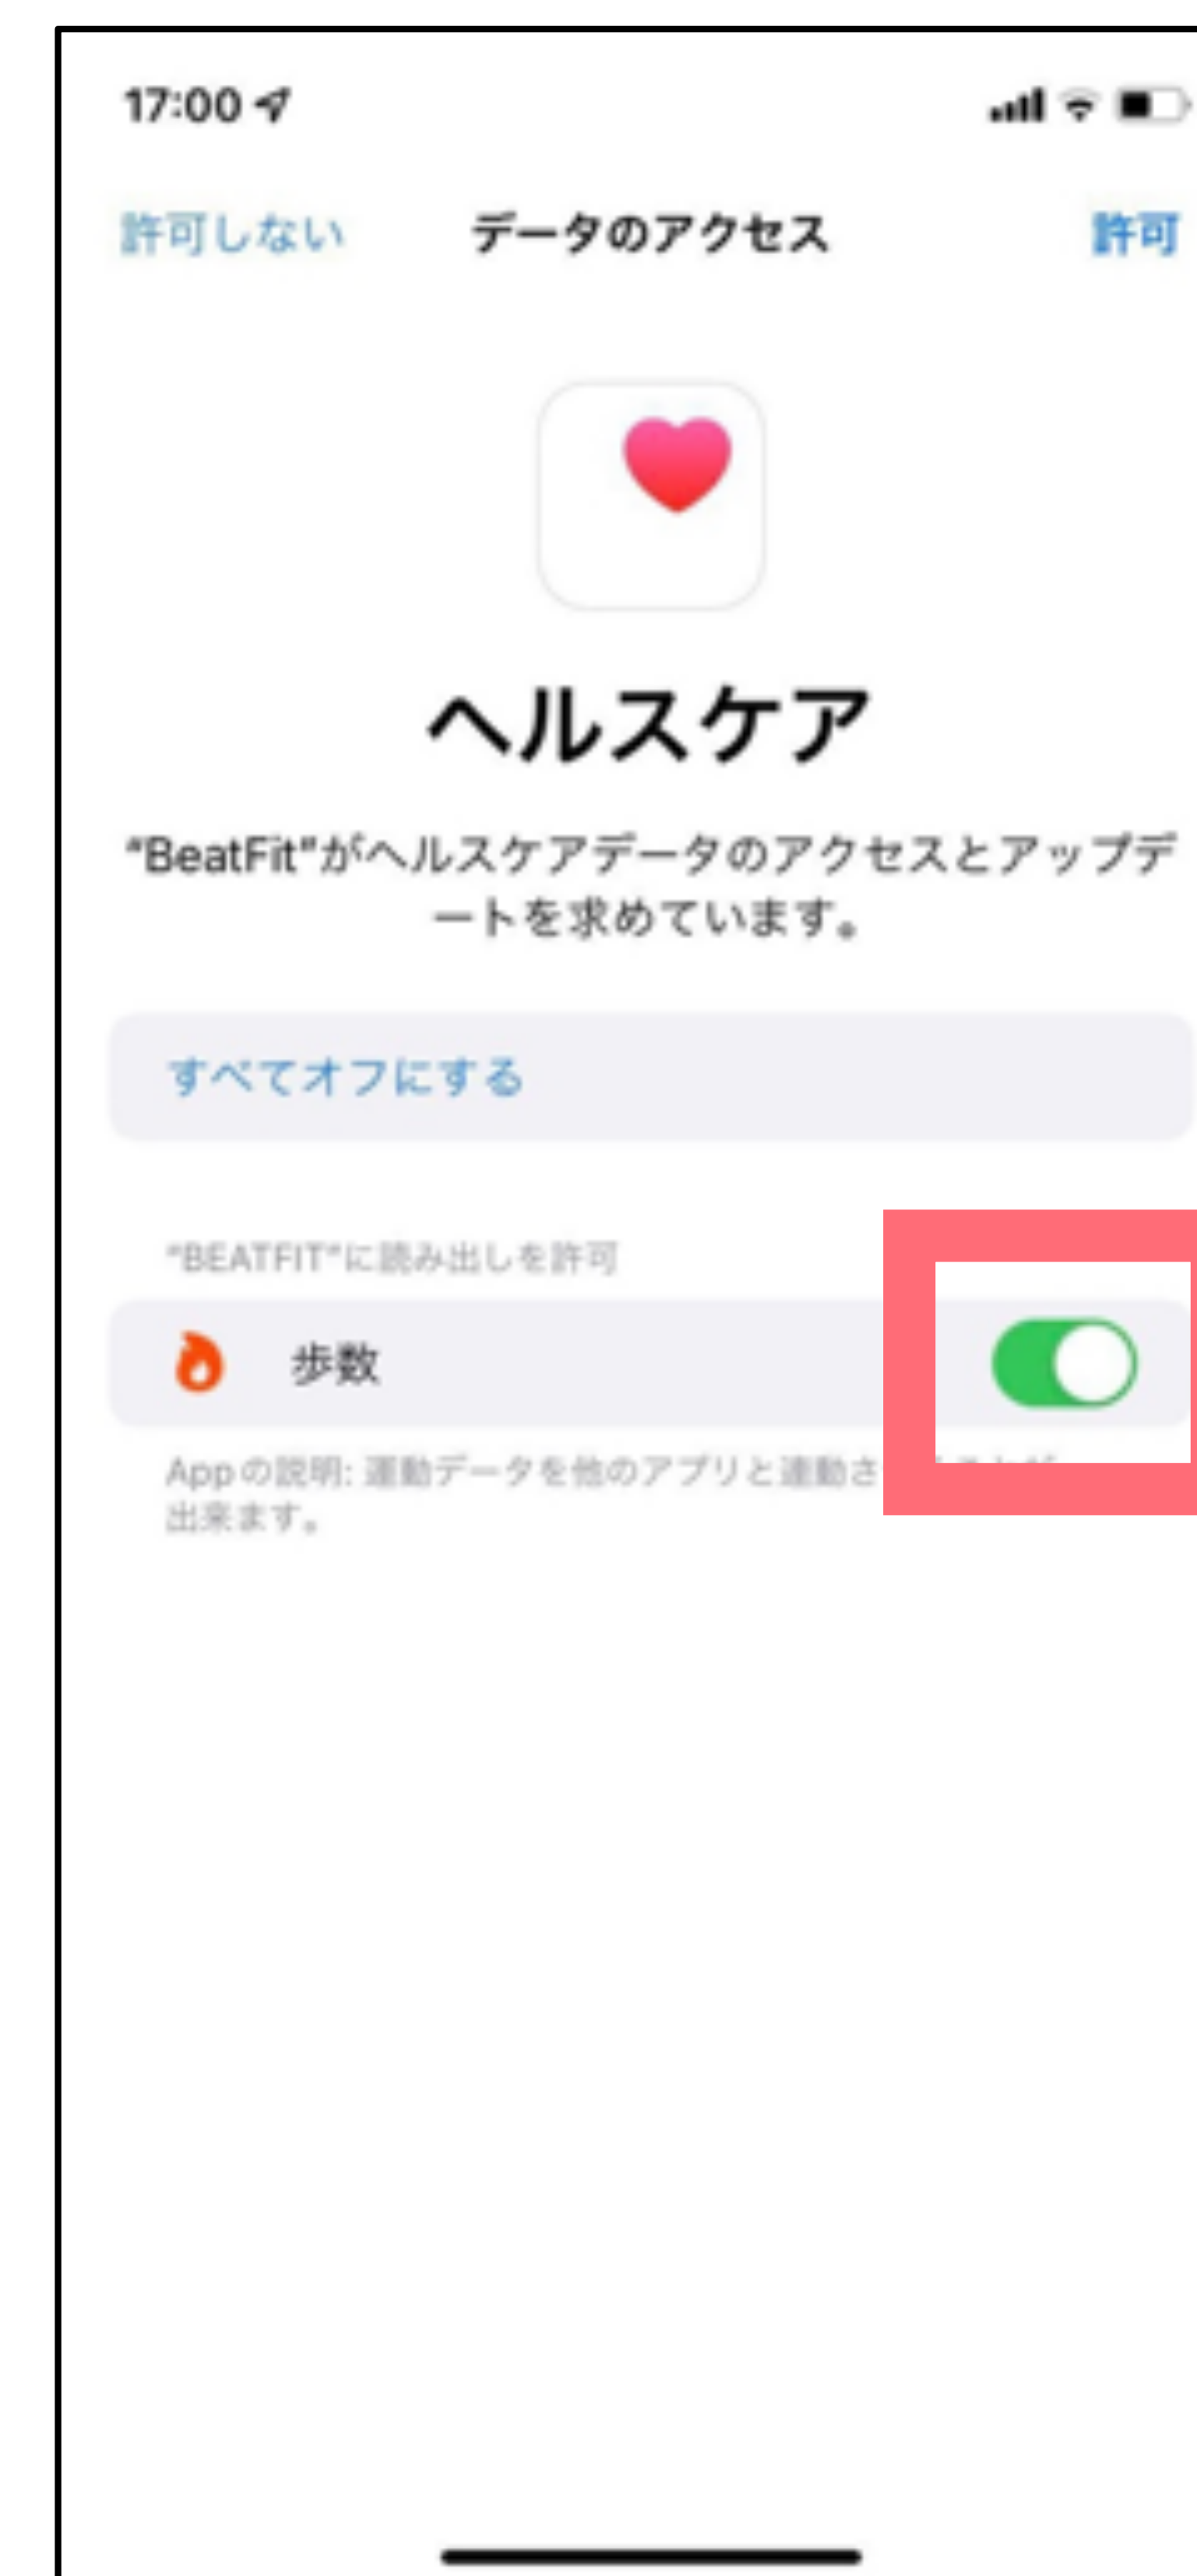 17:00
許可しない データのアクセス 許可
ヘルスケア
"BeatFit"がヘルスケアデータのアクセスとアップデ
ートを求めています。
すべてオフにする
"BEATFIT"に読み出しを許可
歩数
Appの説明: 運動データを他のアプリと連動さ
出来ます。